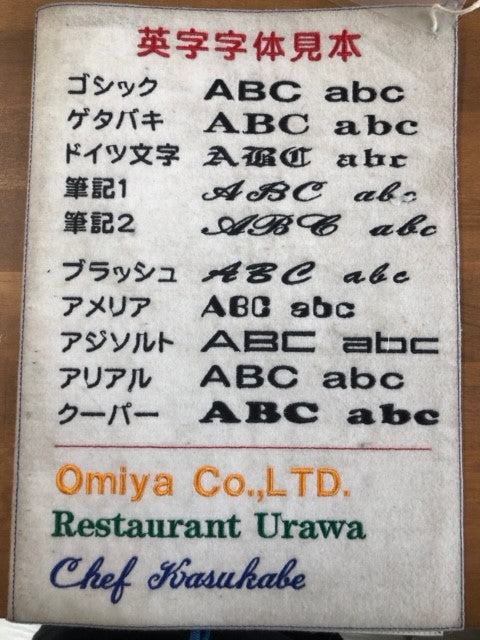 英字字体見本
ゴシック ABC abc
ゲタバキ ABC abc
ドイツ文字 ABC abc
筆記1 ABC abc
筆記2 ABC abc
ブラッシュ ABC abc
アメリア ABC abc
アジソルト ABC abc
アリアル ABC abc
クーパー ABC abc
Omiya Co.,LTD.
Restaurant Urawa
Chef Kasukabe